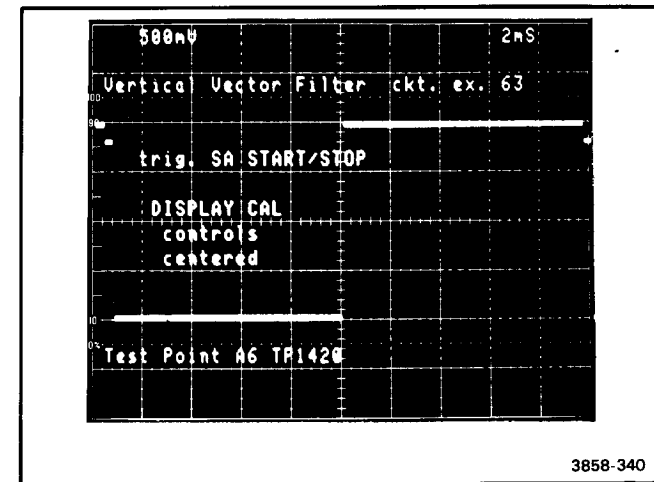 500mV 2mS
Vertical Vector Filter ckt. ex. 63
100
90
trig. SA START/STOP
DISPLAY CAL
controls
centered
10
0%
Test Point A6 TP1420
3858-340